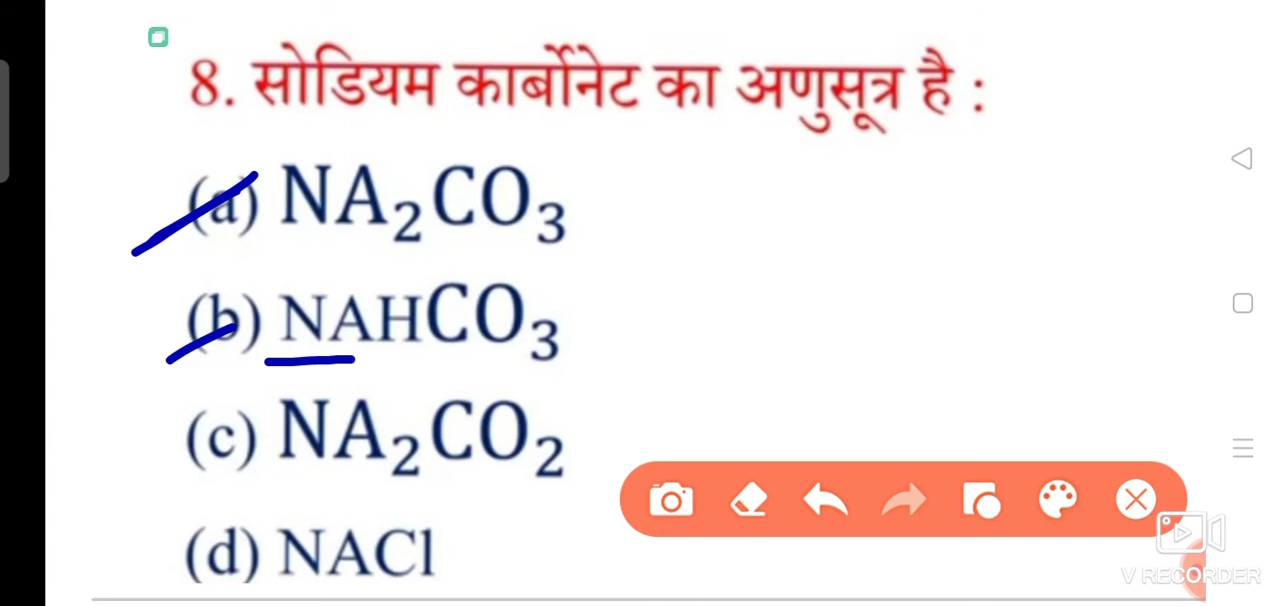 8. सोडियम कार्बोनेट का अणुसूत्र है :
(a) NA₂CO₃
(b) NAHCO₃
(c) NA₂CO₂
(d) NACl
V RECORDER